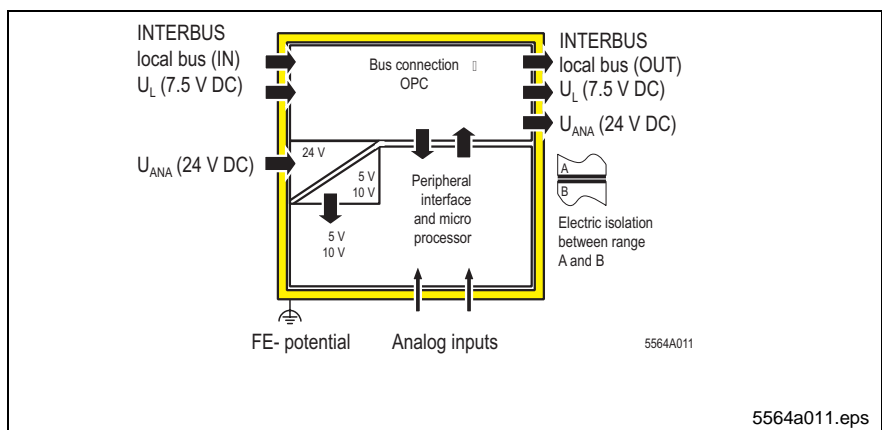 INTERBUS
local bus (IN)
U_L (7.5 V DC)
U_ANA (24 V DC)
Bus connection
OPC
24 V
5 V
10 V
5 V
10 V
Peripheral
interface
and micro
processor
INTERBUS
local bus (OUT)
U_L (7.5 V DC)
U_ANA (24 V DC)
A
B
Electric isolation
between range
A and B
FE- potential
Analog inputs
5564A011
5564a011.eps